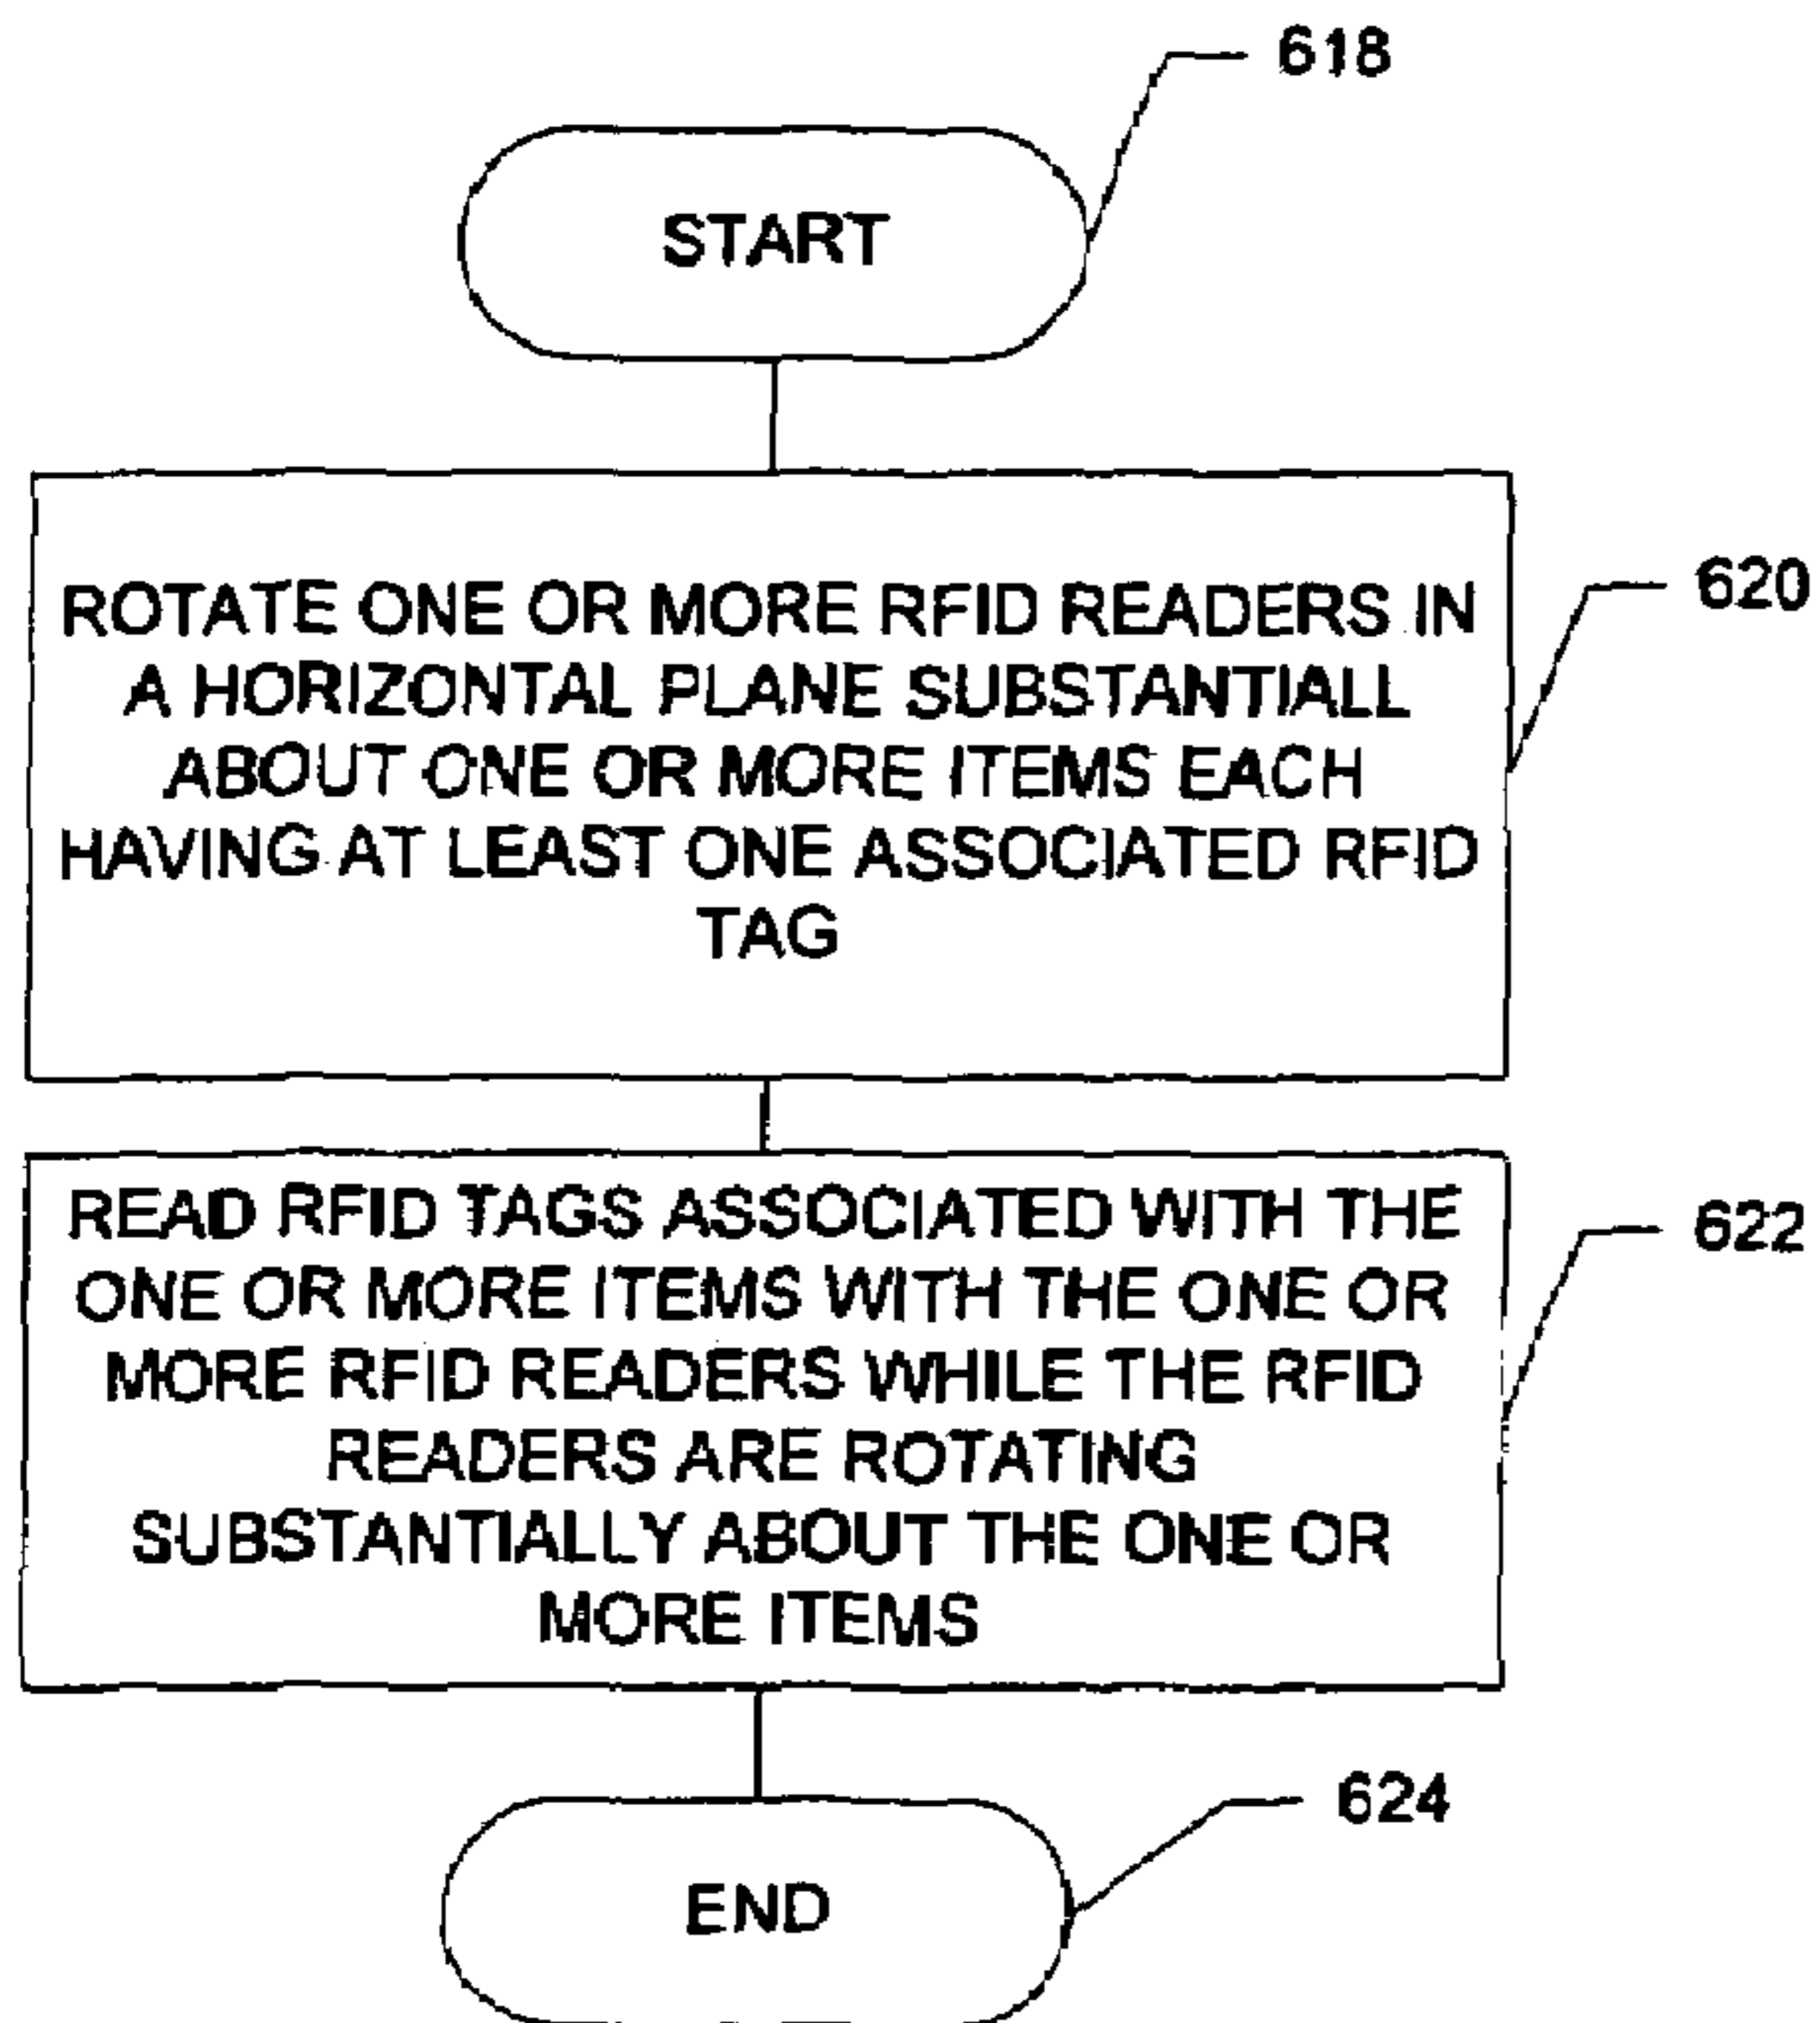 618
START
ROTATE ONE OR MORE RFID READERS IN
A HORIZONTAL PLANE SUBSTANTIALL
ABOUT ONE OR MORE ITEMS EACH
HAVING AT LEAST ONE ASSOCIATED RFID
TAG
620
READ RFID TAGS ASSOCIATED WITH THE
ONE OR MORE ITEMS WITH THE ONE OR
MORE RFID READERS WHILE THE RFID
READERS ARE ROTATING
SUBSTANTIALLY ABOUT THE ONE OR
MORE ITEMS
622
624
END